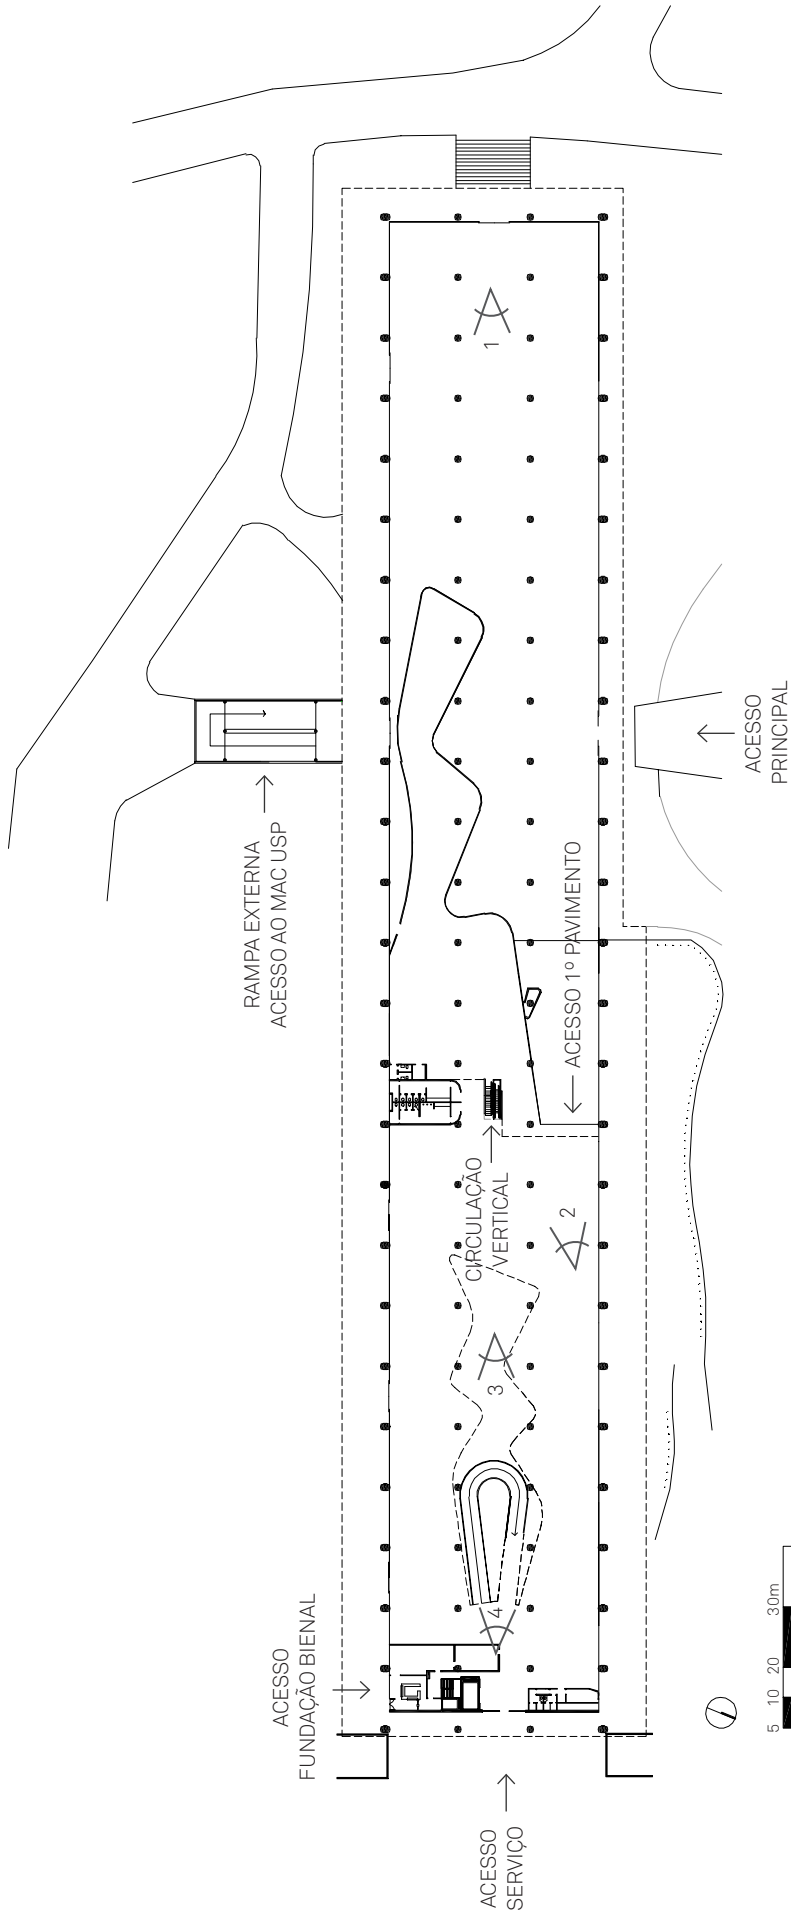 RAMPA EXTERNA
ACESSO AO MAC USP
ACESSO
PRINCIPAL
ACESSO 1º PAVIMENTO
CIRCULAÇÃO
VERTICAL
ACESSO
FUNDAÇÃO BIENAL
ACESSO
SERVIÇO
1
2
3
4
5 10 20 30m